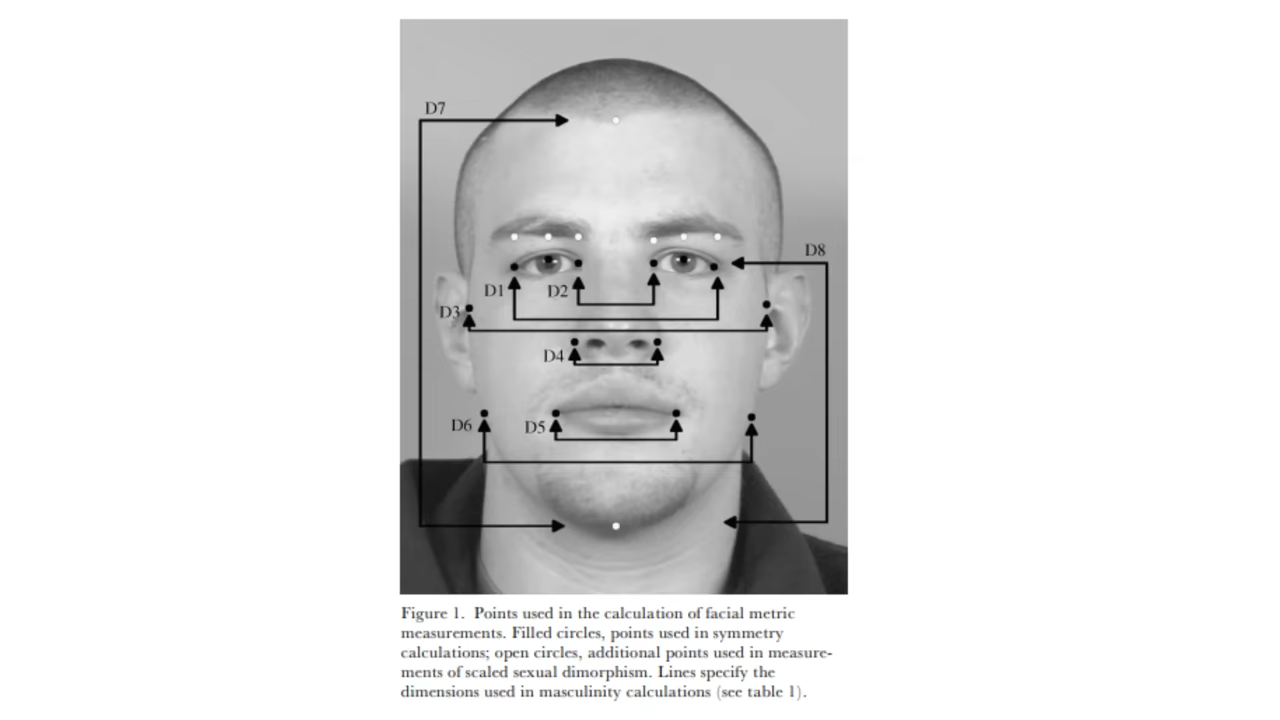 D7
D8
D1
D2
D3
D4
D6
D5
Figure 1. Points used in the calculation of facial metric
measurements. Filled circles, points used in symmetry
calculations; open circles, additional points used in measure-
ments of scaled sexual dimorphism. Lines specify the
dimensions used in masculinity calculations (see table 1).